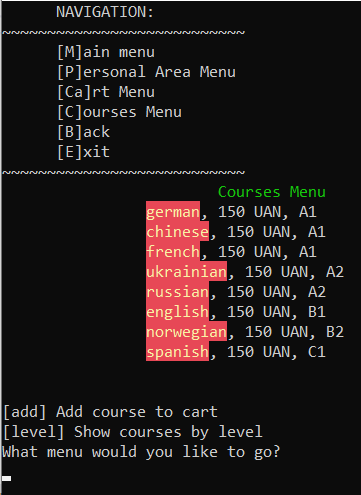 NAVIGATION:
~~~~~~~~~~~~~~~~~~~~~~~~~~~
[M]ain menu
[P]ersonal Area Menu
[Ca]rt Menu
[C]ourses Menu
[B]ack
[E]xit
~~~~~~~~~~~~~~~~~~~~~~~~~~~
Courses Menu
german, 150 UAN, A1
chinese, 150 UAN, A1
french, 150 UAN, A1
ukrainian, 150 UAN, A2
russian, 150 UAN, A2
english, 150 UAN, B1
norwegian, 150 UAN, B2
spanish, 150 UAN, C1
[add] Add course to cart
[level] Show courses by level
What menu would you like to go?